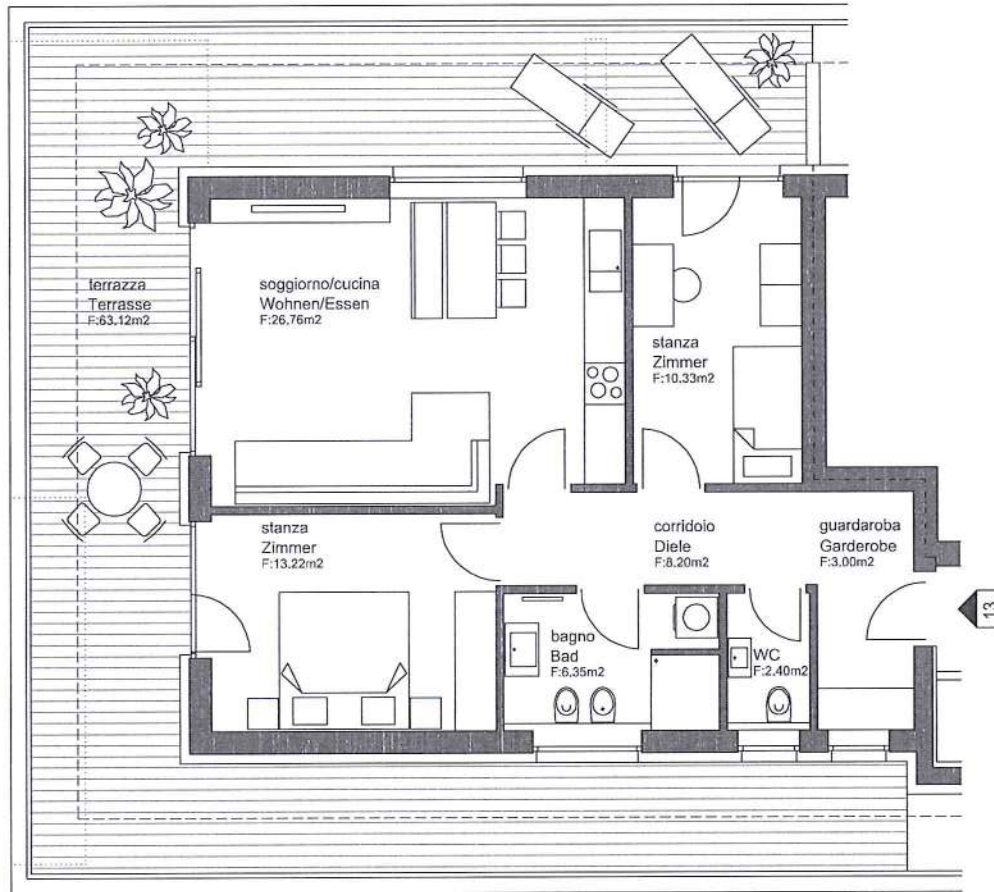 terrazza
Terrasse
F:63,12m2
soggiorno/cucina
Wohnen/Essen
F:26,76m2
stanza
Zimmer
F:10.33m2
stanza
Zimmer
F:13.22m2
corridoio
Diele
F:8.20m2
guardaroba
Garderobe
F:3.00m2
bagno
Bad
F:6,35m2
WC
F:2.40m2
13